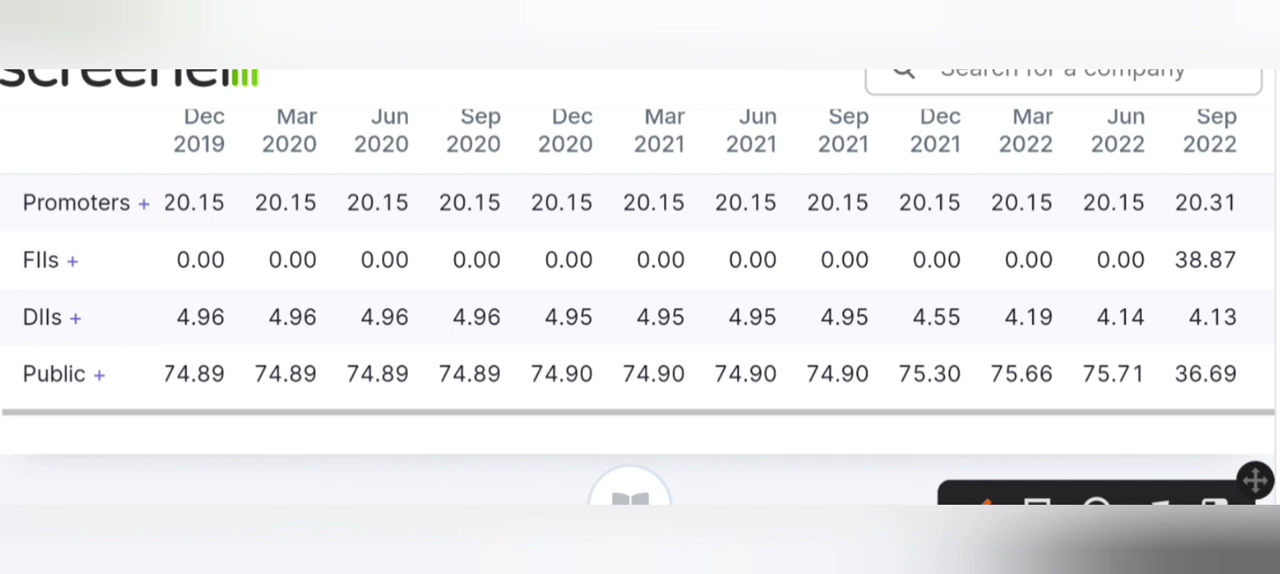 screener
Search for a company
Dec 2019 Mar 2020 Jun 2020 Sep 2020 Dec 2020 Mar 2021 Jun 2021 Sep 2021 Dec 2021 Mar 2022 Jun 2022 Sep 2022
Promoters + 20.15 20.15 20.15 20.15 20.15 20.15 20.15 20.15 20.15 20.15 20.15 20.31
FIIs + 0.00 0.00 0.00 0.00 0.00 0.00 0.00 0.00 0.00 0.00 0.00 38.87
DIIs + 4.96 4.96 4.96 4.96 4.95 4.95 4.95 4.95 4.55 4.19 4.14 4.13
Public + 74.89 74.89 74.89 74.89 74.90 74.90 74.90 74.90 75.30 75.66 75.71 36.69